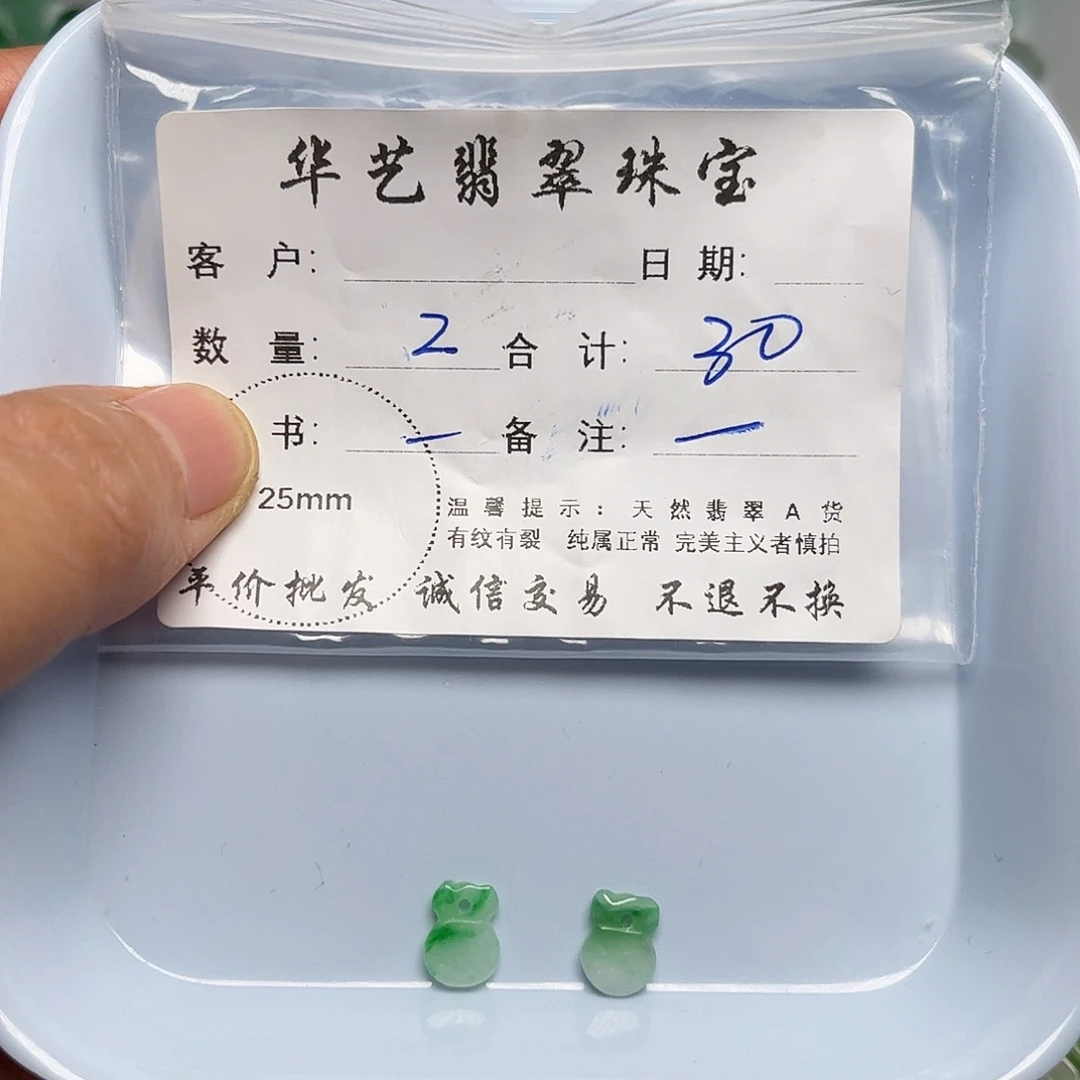 华艺翡翠珠宝
客 户: 日 期:
数 量: 2 合 计: 30
书: — 备 注: —
25mm
温馨提示: 天然翡翠A货
有纹有裂 纯属正常 完美主义者慎拍
平价批发 诚信交易 不退不换